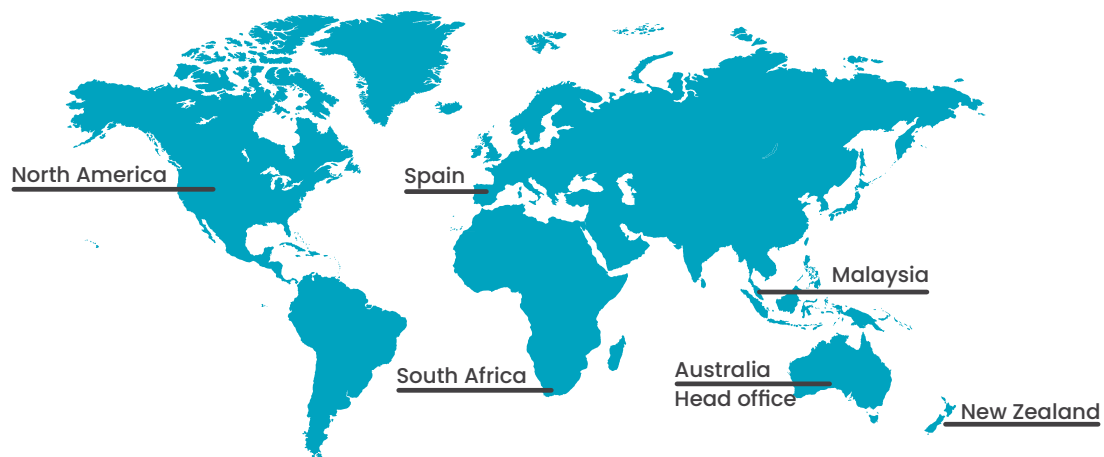 North America
Spain
Malaysia
South Africa
Australia
Head office
New Zealand